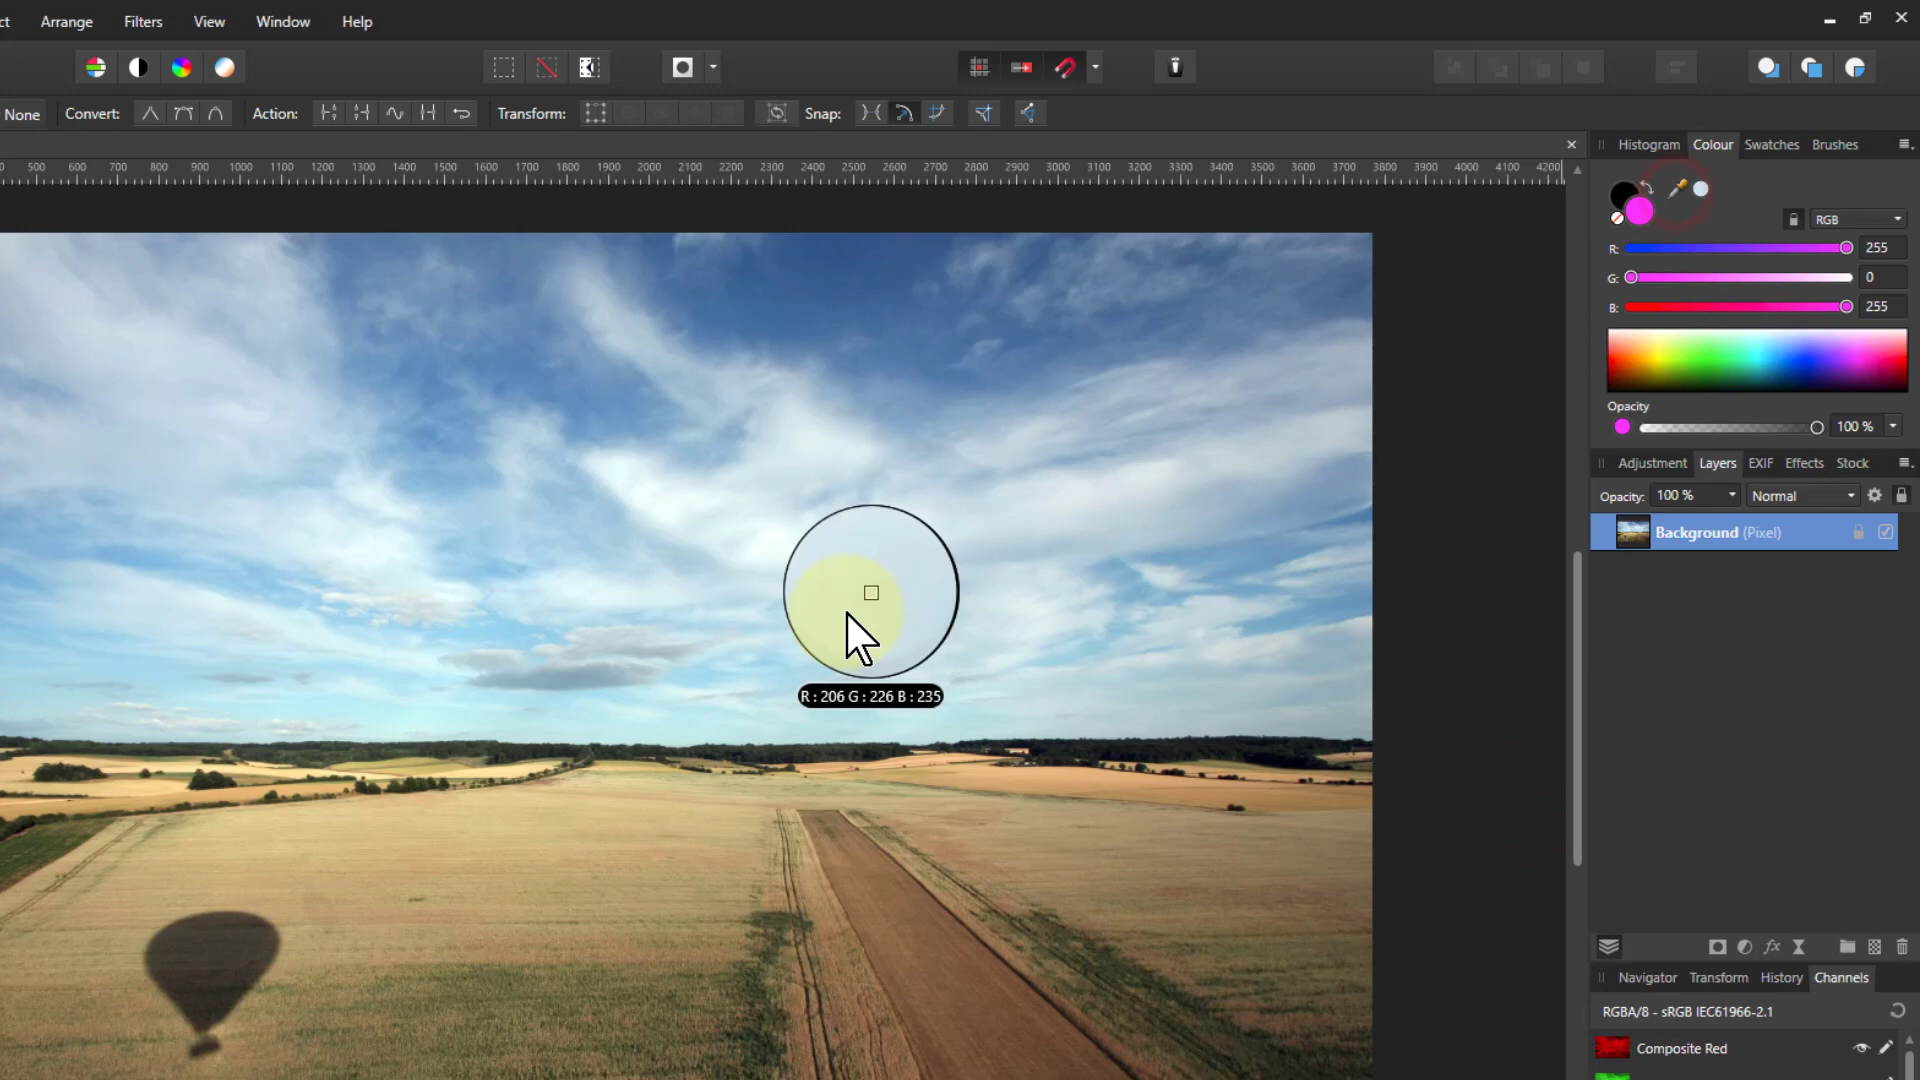 ct Arrange Filters View Window Help
None Convert: Action: Transform: Snap:
500 600 700 800 900 1000 1100 1200 1300 1400 1500 1600 1700 1800 1900 2000 2100 2200 2300 2400 2500 2600 2700 2800 2900 3000 3100 3200 3300 3400 3500 3600 3700 3800 3900 4000 4100 4200
Histogram Colour Swatches Brushes
RGB
R: 255
G: 0
B: 255
Opacity
100 %
Adjustment Layers EXIF Effects Stock
Opacity: 100 % Normal
Background (Pixel)
R : 206 G : 226 B : 235
Navigator Transform History Channels
RGBA/8 - sRGB IEC61966-2.1
Composite Red